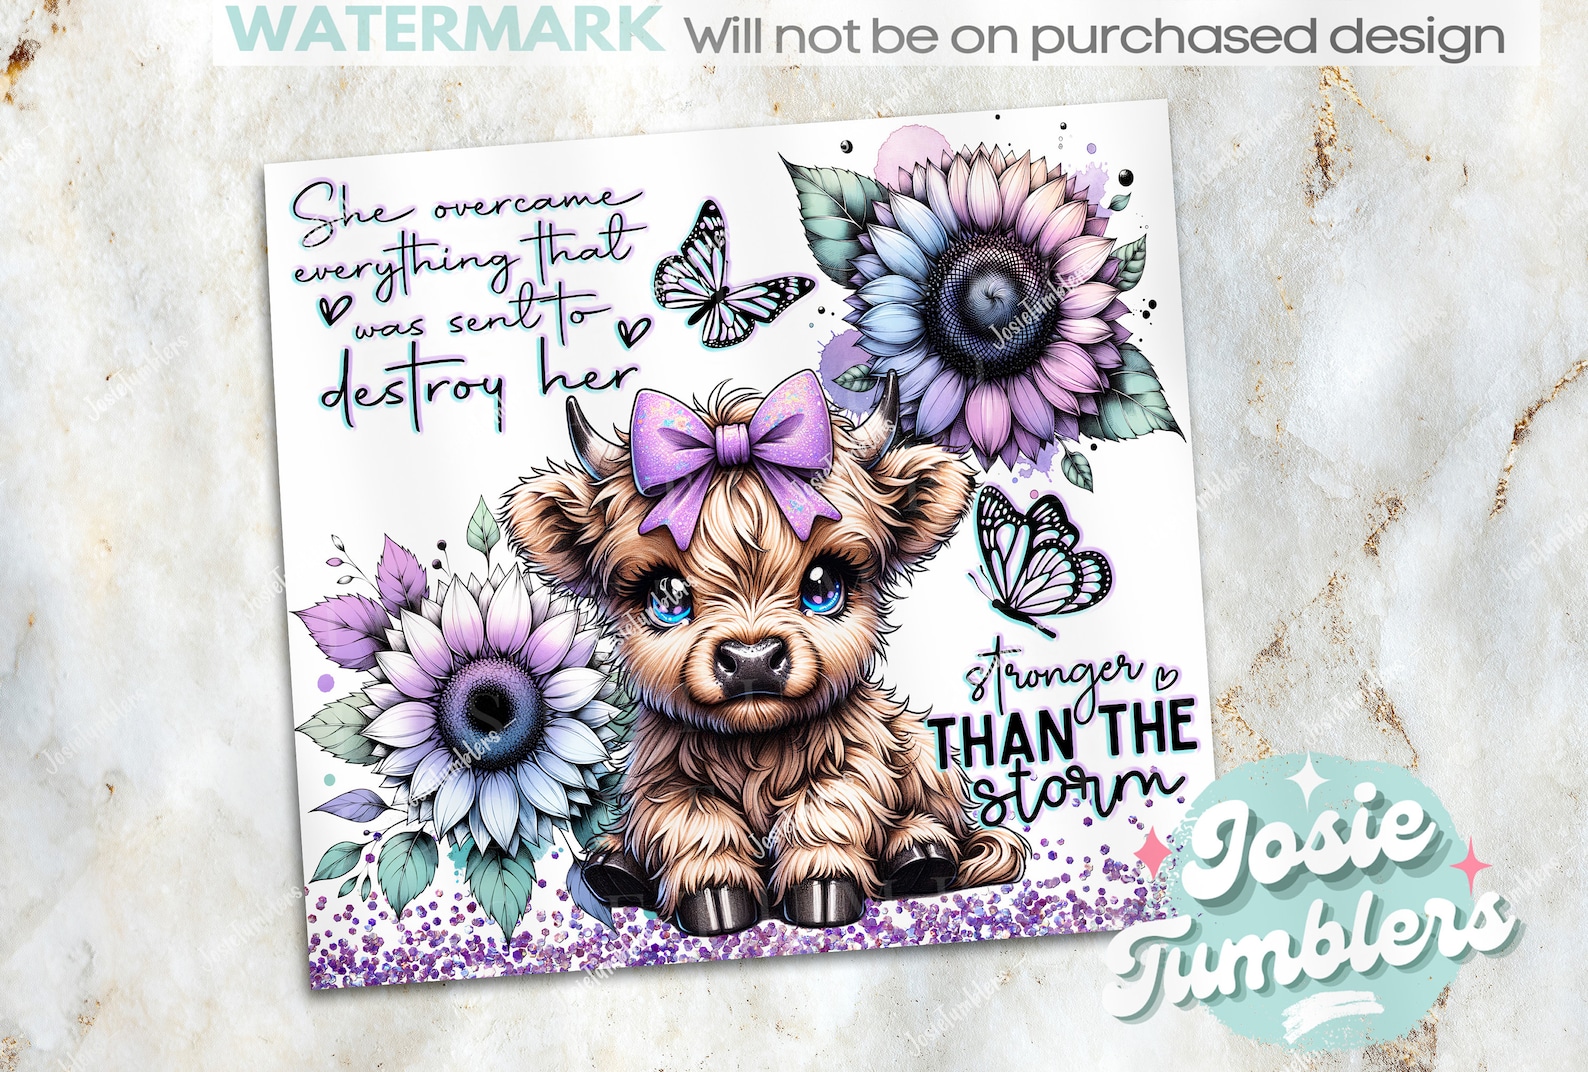 WATERMARK Will not be on purchased design
She overcame
everything that
was sent to
destroy her
stronger
THAN THE
storm
Josie
Tumblers
JosieTumblers